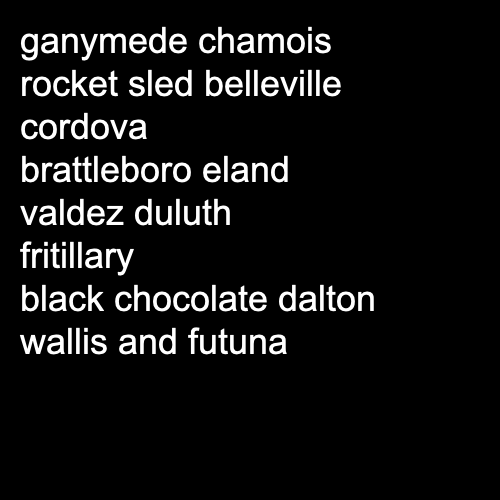 ganymede chamois
rocket sled belleville
cordova
brattleboro eland
valdez duluth
fritillary
black chocolate dalton
wallis and futuna